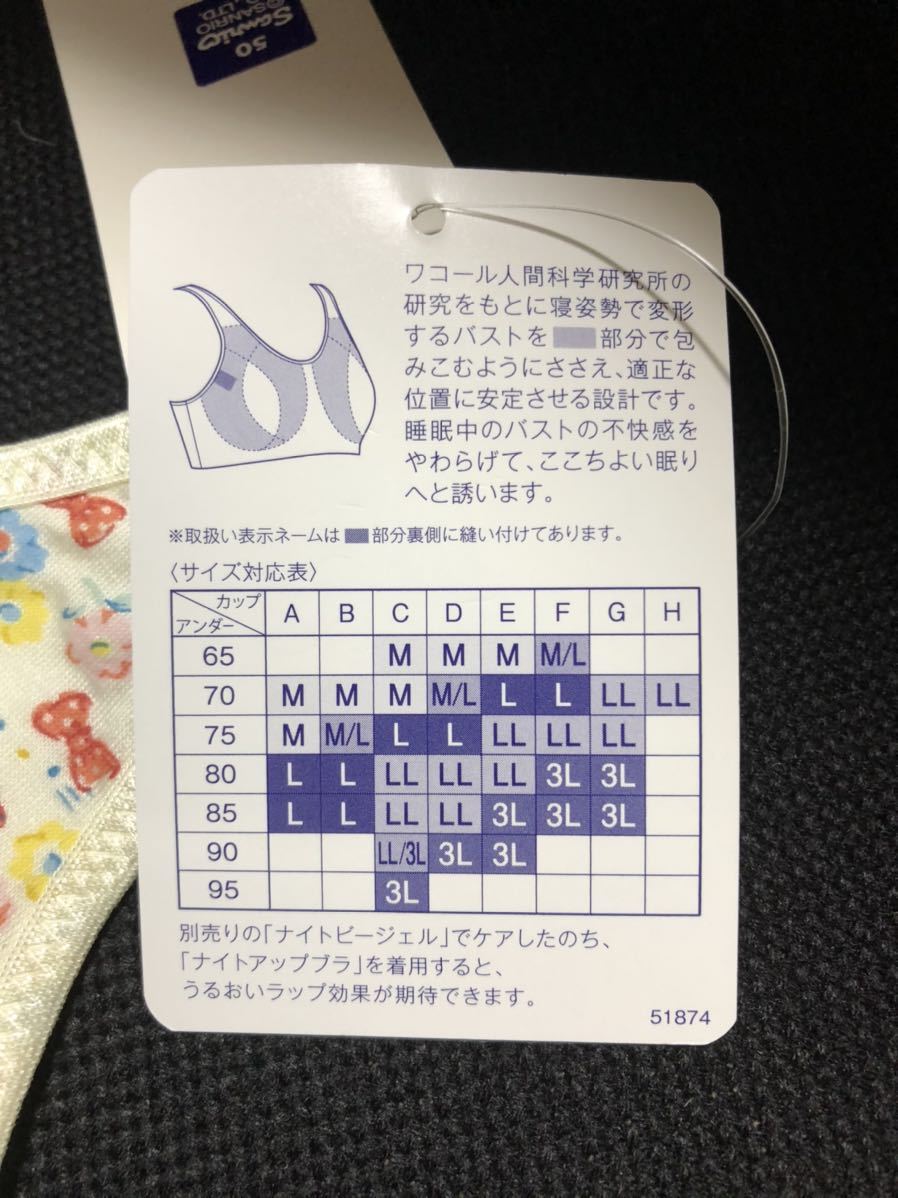 50
Sanrio
©SANRIO
CO., LTD.
ワコール人間科学研究所の
研究をもとに寝姿勢で変形
するバストを 部分で包
みこむようにささえ、適正な
位置に安定させる設計です。
睡眠中のバストの不快感を
やわらげて、ここちよい眠り
へと誘います。
※取扱い表示ネームは 部分裏側に縫い付けてあります。
〈サイズ対応表〉
カップ A B C D E F G H
アンダー
65 M M M M/L
70 M M M M/L L L LL LL
75 M M/L L L LL LL LL
80 L L LL LL LL 3L 3L
85 L L LL LL 3L 3L 3L
90 LL/3L 3L 3L
95 3L
別売りの「ナイトビージェル」でケアしたのち、
「ナイトアップブラ」を着用すると、
うるおいラップ効果が期待できます。
51874